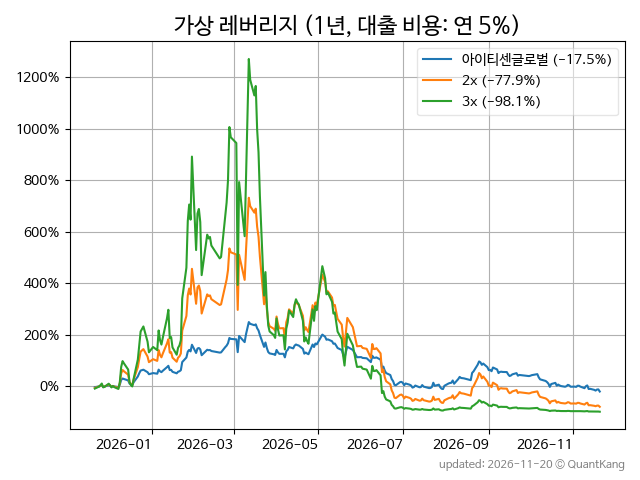 가상 레버리지 (1년, 대출 비용: 연 5%)
아이티센글로벌 (-17.5%)
2x (-77.9%)
3x (-98.1%)
1200%
1000%
800%
600%
400%
200%
0%
2026-01 2026-03 2026-05 2026-07 2026-09 2026-11
updated: 2026-11-20 © QuantKang